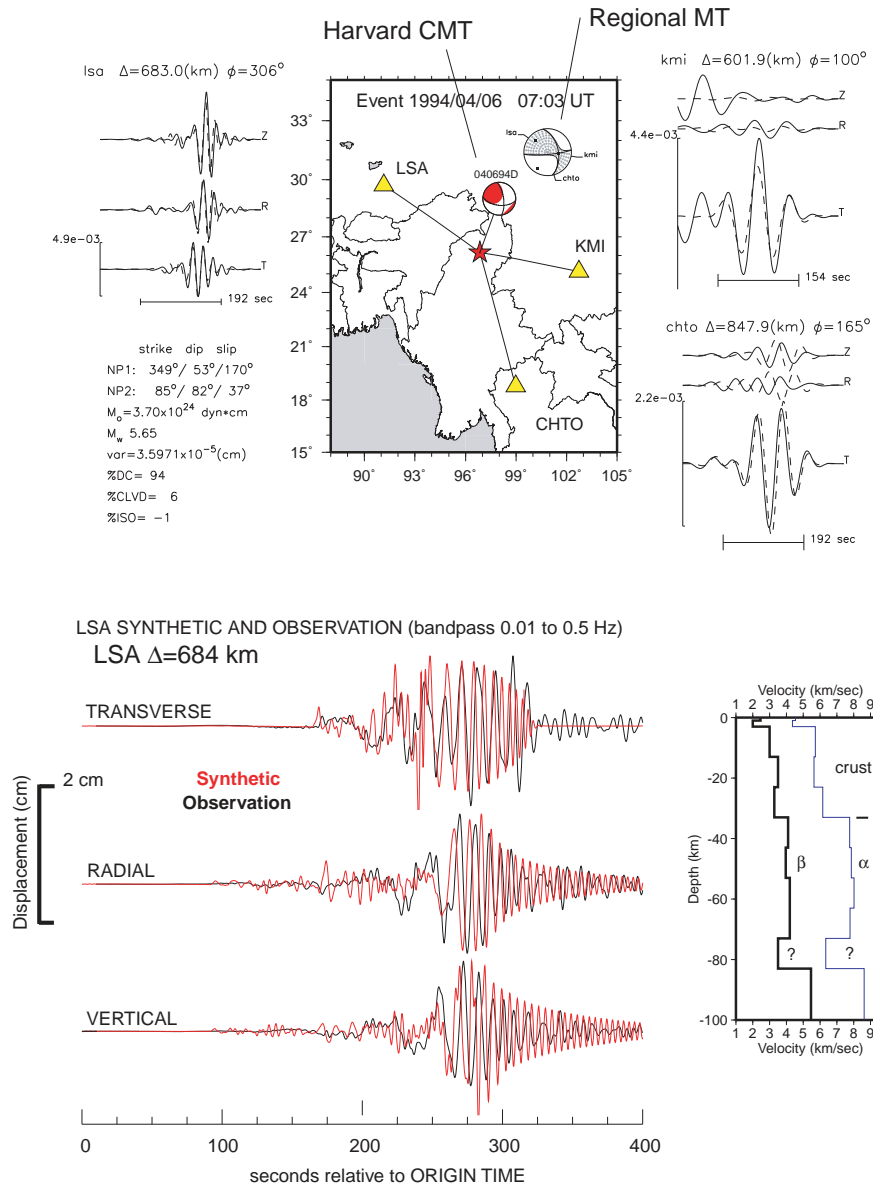 Harvard CMT
Regional MT
lsa Δ=683.0(km) φ=306°
Z
R
4.9e-03
T
192 sec
strike dip slip
NP1: 349°/ 53°/170°
NP2: 85°/ 82°/ 37°
Mo=3.70x10^24 dyn*cm
Mw 5.65
var=3.5971x10^-5(cm)
%DC= 94
%CLVD= 6
%ISO= -1
Event 1994/04/06 07:03 UT
33°
30°
27°
24°
21°
18°
15°
90°
93°
96°
99°
102°
105°
lsa
kmi
chto
040694D
LSA
KMI
CHTO
kmi Δ=601.9(km) φ=100°
Z
R
4.4e-03
T
154 sec
chto Δ=847.9(km) φ=165°
Z
R
2.2e-03
T
192 sec
LSA SYNTHETIC AND OBSERVATION (bandpass 0.01 to 0.5 Hz)
LSA Δ=684 km
TRANSVERSE
2 cm
Synthetic
Observation
Displacement (cm)
RADIAL
VERTICAL
0 100 200 300 400
seconds relative to ORIGIN TIME
Velocity (km/sec)
1 2 3 4 5 6 7 8 9
0
-20
-40
-60
-80
-100
Depth (km)
crust
β
α
?
?
1 2 3 4 5 6 7 8 9
Velocity (km/sec)